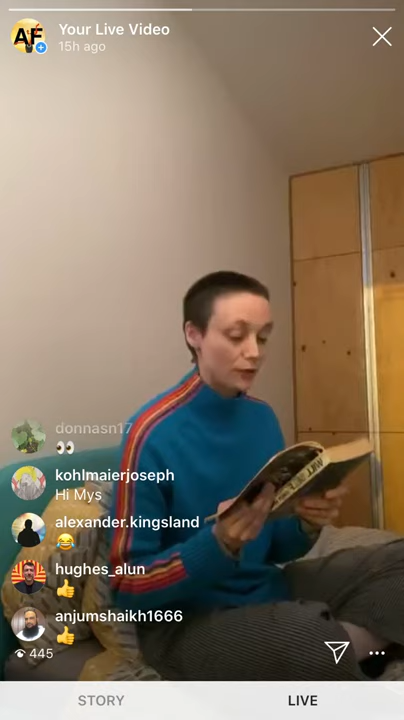 AF
Your Live Video
15h ago
donnasn17
👀
kohlmaierjoseph
Hi Mys
alexander.kingsland
😂
hughes_alun
👍
anjumshaikh1666
👍
445
STORY
LIVE